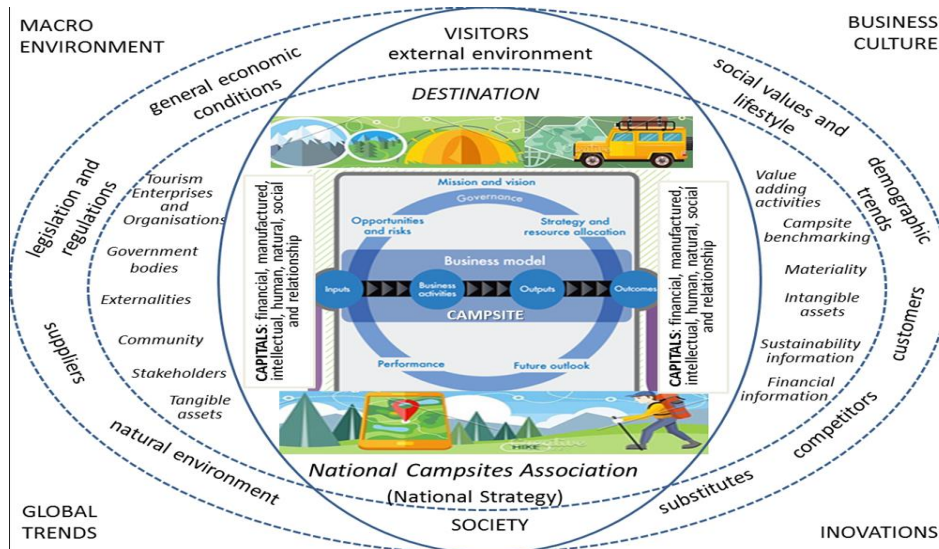 MACRO
ENVIRONMENT
VISITORS
external environment
BUSINESS
CULTURE
general economic
conditions
DESTINATION
social values and
lifestyle
legislation and
regulations
demographic
trends
Tourism
Enterprises
and
Organisations
Government
bodies
Externalities
Community
Stakeholders
Tangible
assets
suppliers
natural environment
CAPITALS: financial, manufactured,
intellectual, human, natural, social
and relationship
Mission and vision
Governance
Opportunities
and risks
Strategy and
resource allocation
Business model
Inputs
Business
activities
Outputs
Outcomes
CAMPSITE
Performance
Future outlook
CAPITALS: financial, manufactured,
intellectual, human, natural, social
and relationship
Value
adding
activities
Campsite
benchmarking
Materiality
Intangible
assets
Sustainability
information
Financial
information
customers
competitors
substitutes
HIKE
National Campsites Association
(National Strategy)
SOCIETY
GLOBAL
TRENDS
INOVATIONS